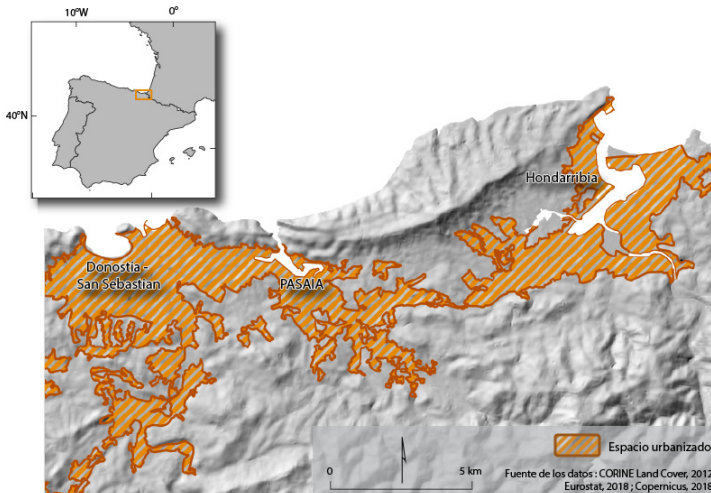 10°W 0°
40°N
Hondarribia
Donostia -
San Sebastian
PASAIA
Espacio urbanizado
0 5 km
Fuente de los datos : CORINE Land Cover, 2012
Eurostat, 2018 ; Copernicus, 2018